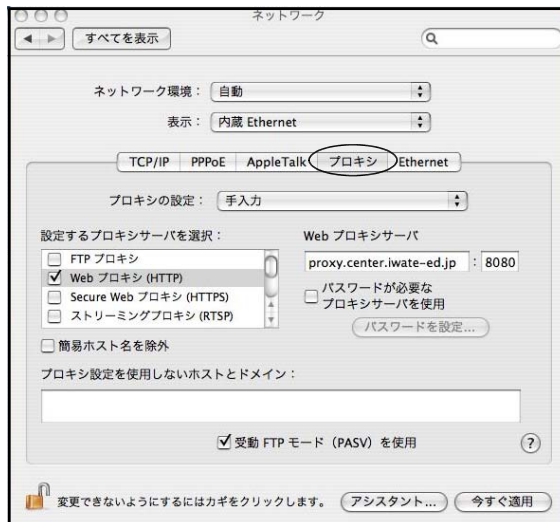 ネットワーク
すべてを表示
ネットワーク環境： 自動
表示： 内蔵 Ethernet
TCP/IP PPPoE AppleTalk プロキシ Ethernet
プロキシの設定： 手入力
設定するプロキシサーバを選択：
FTP プロキシ
Web プロキシ (HTTP)
Secure Web プロキシ (HTTPS)
ストリーミングプロキシ (RTSP)
Web プロキシサーバ
proxy.center.iwate-ed.jp : 8080
パスワードが必要な
プロキシサーバを使用
パスワードを設定...
簡易ホスト名を除外
プロキシ設定を使用しないホストとドメイン：
受動 FTP モード（PASV）を使用
?
変更できないようにするにはカギをクリックします。
アシスタント...
今すぐ適用